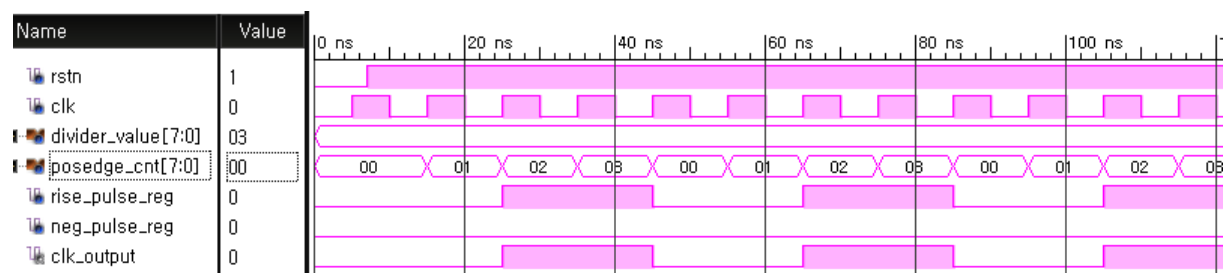 Name Value 0 ns 20 ns 40 ns 60 ns 80 ns 100 ns
rstn 1
clk 0
divider_value[7:0] 03
posedge_cnt[7:0] 00 00 01 02 03 00 01 02 03 00 01 02 03
rise_pulse_reg 0
neg_pulse_reg 0
clk_output 0